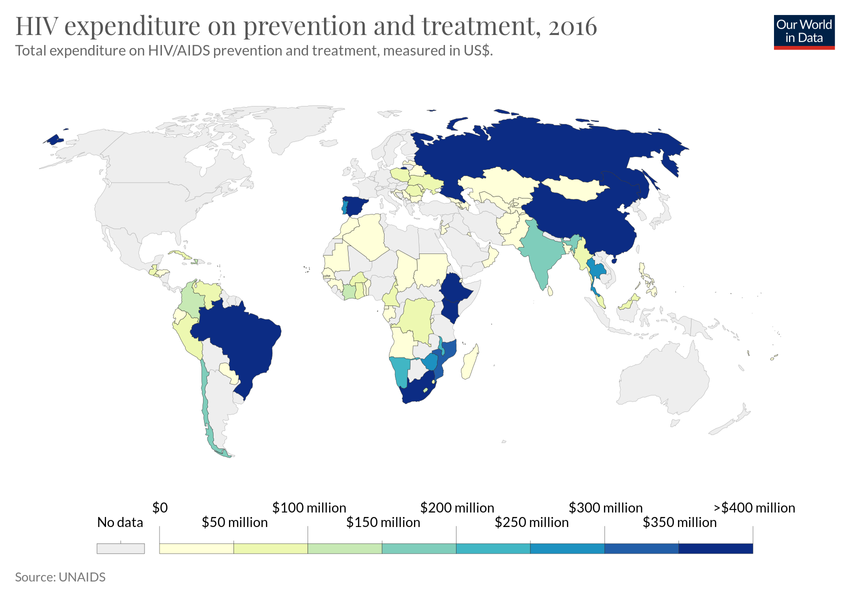 HIV expenditure on prevention and treatment, 2016
Total expenditure on HIV/AIDS prevention and treatment, measured in US$.
Our World
in Data
$0 $100 million $200 million $300 million >$400 million
No data $50 million $150 million $250 million $350 million
Source: UNAIDS